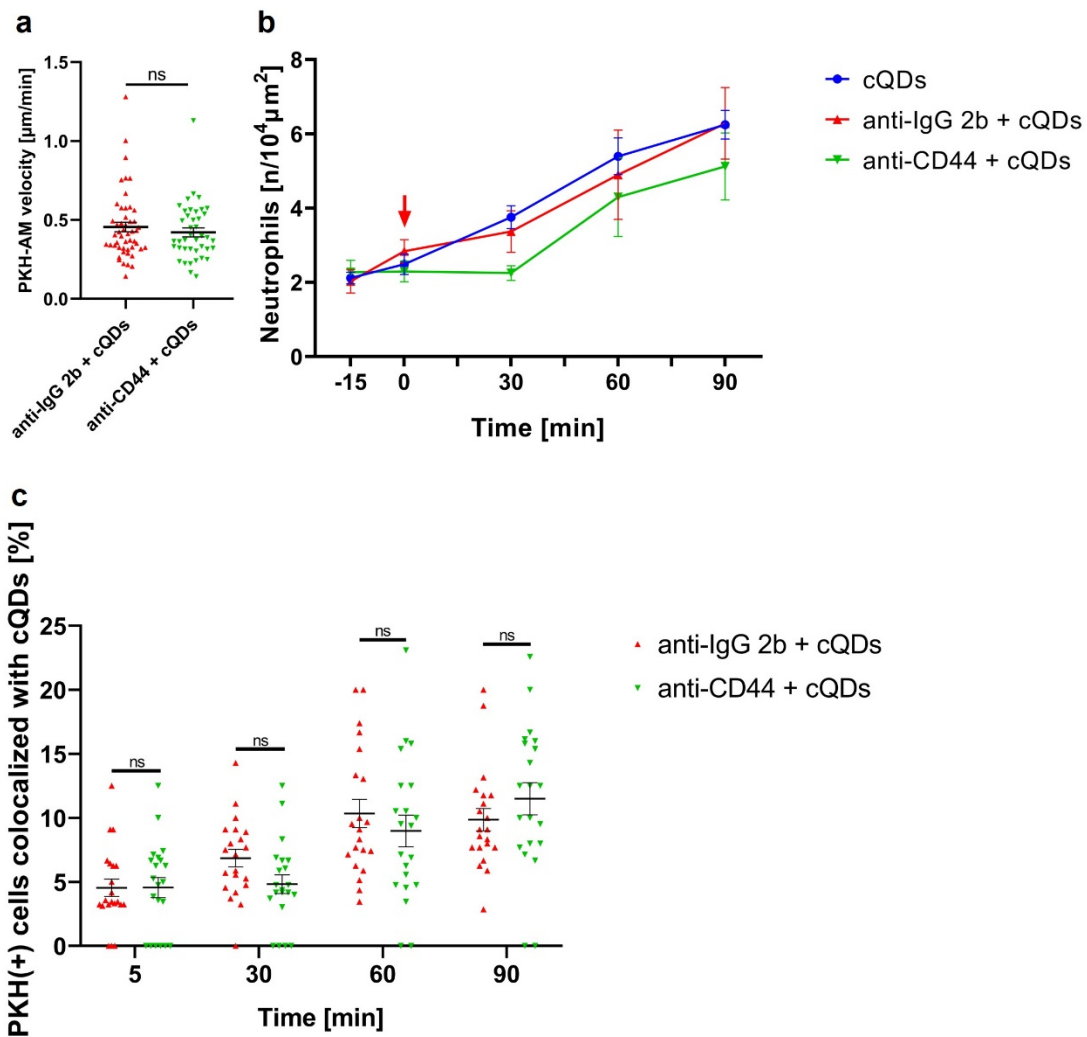 a
PKH-AM velocity [µm/min]
1.5
1.0
0.5
0.0
ns
anti-IgG 2b + cQDs
anti-CD44 + cQDs
b
Neutrophils [n/10⁴µm²]
8
6
4
2
0
-15 0 30 60 90
Time [min]
cQDs
anti-IgG 2b + cQDs
anti-CD44 + cQDs
c
PKH(+) cells colocalized with cQDs [%]
25
20
15
10
5
0
ns
ns
ns
ns
5 30 60 90
Time [min]
anti-IgG 2b + cQDs
anti-CD44 + cQDs